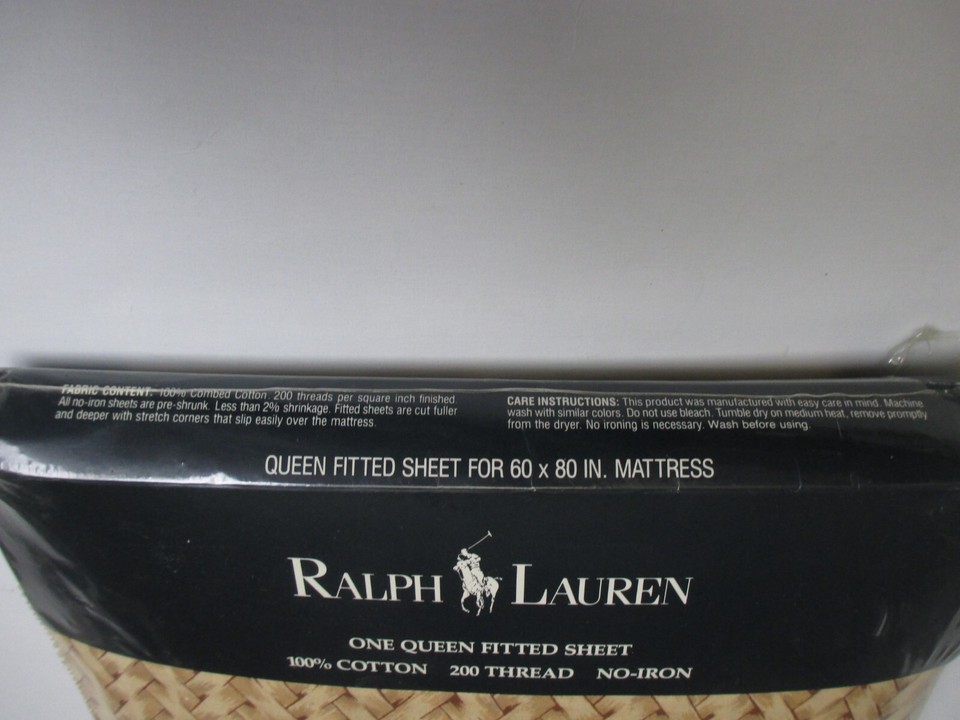 FABRIC CONTENT: 100% Combed Cotton. 200 threads per square inch finished.
All no-iron sheets are pre-shrunk. Less than 2% shrinkage. Fitted sheets are cut fuller
and deeper with stretch corners that slip easily over the mattress.
CARE INSTRUCTIONS: This product was manufactured with easy care in mind. Machine
wash with similar colors. Do not use bleach. Tumble dry on medium heat, remove promptly
from the dryer. No ironing is necessary. Wash before using.
QUEEN FITTED SHEET FOR 60 x 80 IN. MATTRESS
RALPH LAUREN
ONE QUEEN FITTED SHEET
100% COTTON 200 THREAD NO-IRON